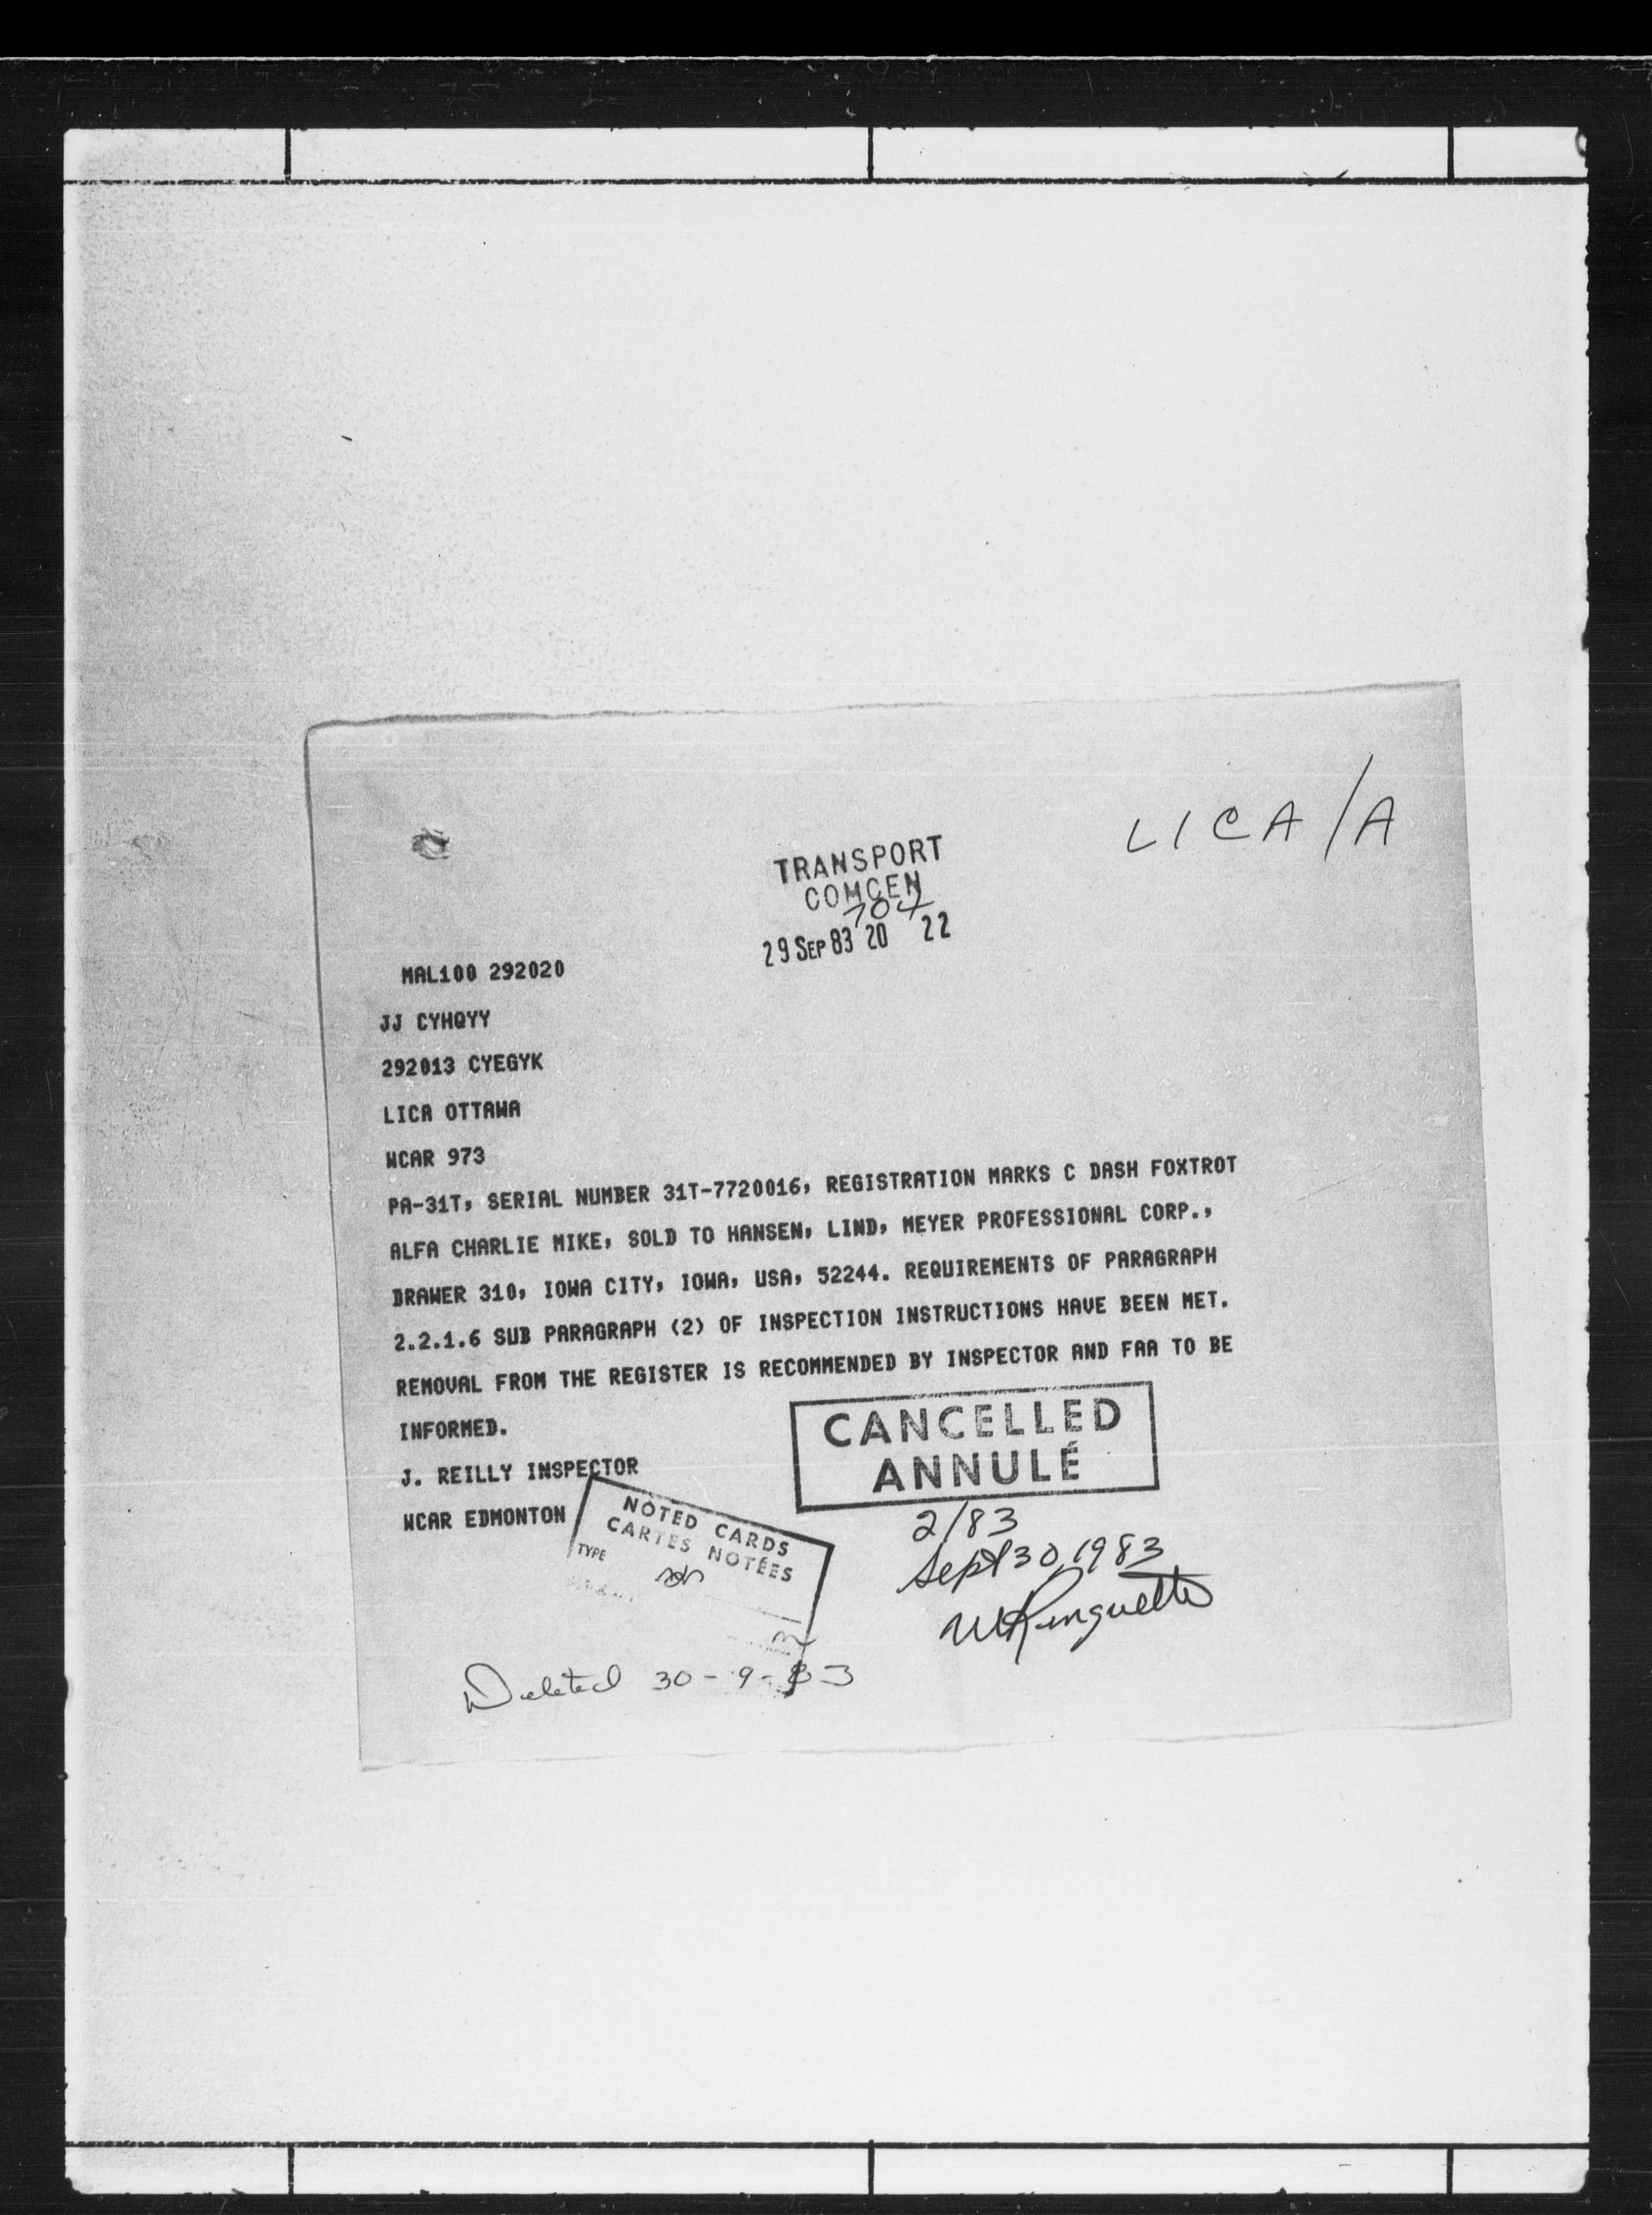 LICA/A
TRANSPORT
COMCEN
704
29 SEP 83 20 22
MAL100 292020
JJ CYHQYY
292013 CYEGYK
LICA OTTAWA
WCAR 973
PA-31T, SERIAL NUMBER 31T-7720016, REGISTRATION MARKS C DASH FOXTROT
ALFA CHARLIE MIKE, SOLD TO HANSEN, LIND, MEYER PROFESSIONAL CORP.,
DRAWER 310, IOWA CITY, IOWA, USA, 52244. REQUIREMENTS OF PARAGRAPH
2.2.1.6 SUB PARAGRAPH (2) OF INSPECTION INSTRUCTIONS HAVE BEEN MET.
REMOVAL FROM THE REGISTER IS RECOMMENDED BY INSPECTOR AND FAA TO BE
INFORMED.
J. REILLY INSPECTOR
WCAR EDMONTON
CANCELLED
ANNULÉ
2/83
Sept 30, 1983
NOTED CARDS
CARTES NOTÉES
TYPE
Deleted 30-9-83